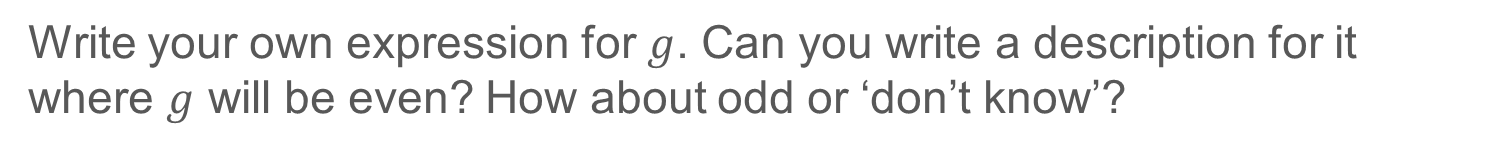 Write your own expression for g. Can you write a description for it
where g will be even? How about odd or ‘don’t know’?